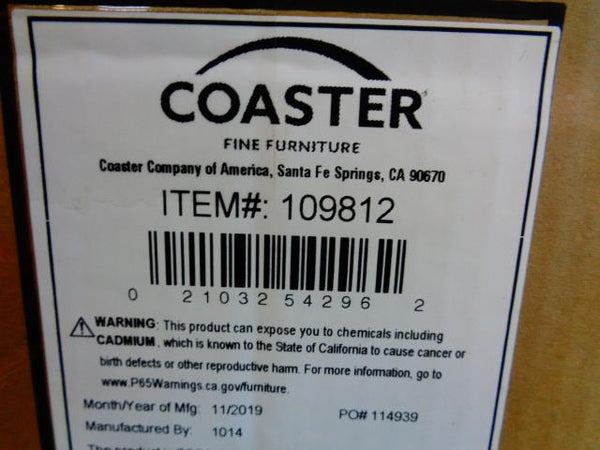 COASTER
FINE FURNITURE
Coaster Company of America, Santa Fe Springs, CA 90670
ITEM#: 109812
0 21032 54296 2
WARNING: This product can expose you to chemicals including
CADMIUM, which is known to the State of California to cause cancer or
birth defects or other reproductive harm. For more information, go to
www.P65Warnings.ca.gov/furniture.
Month/Year of Mfg: 11/2019 PO# 114939
Manufactured By: 1014